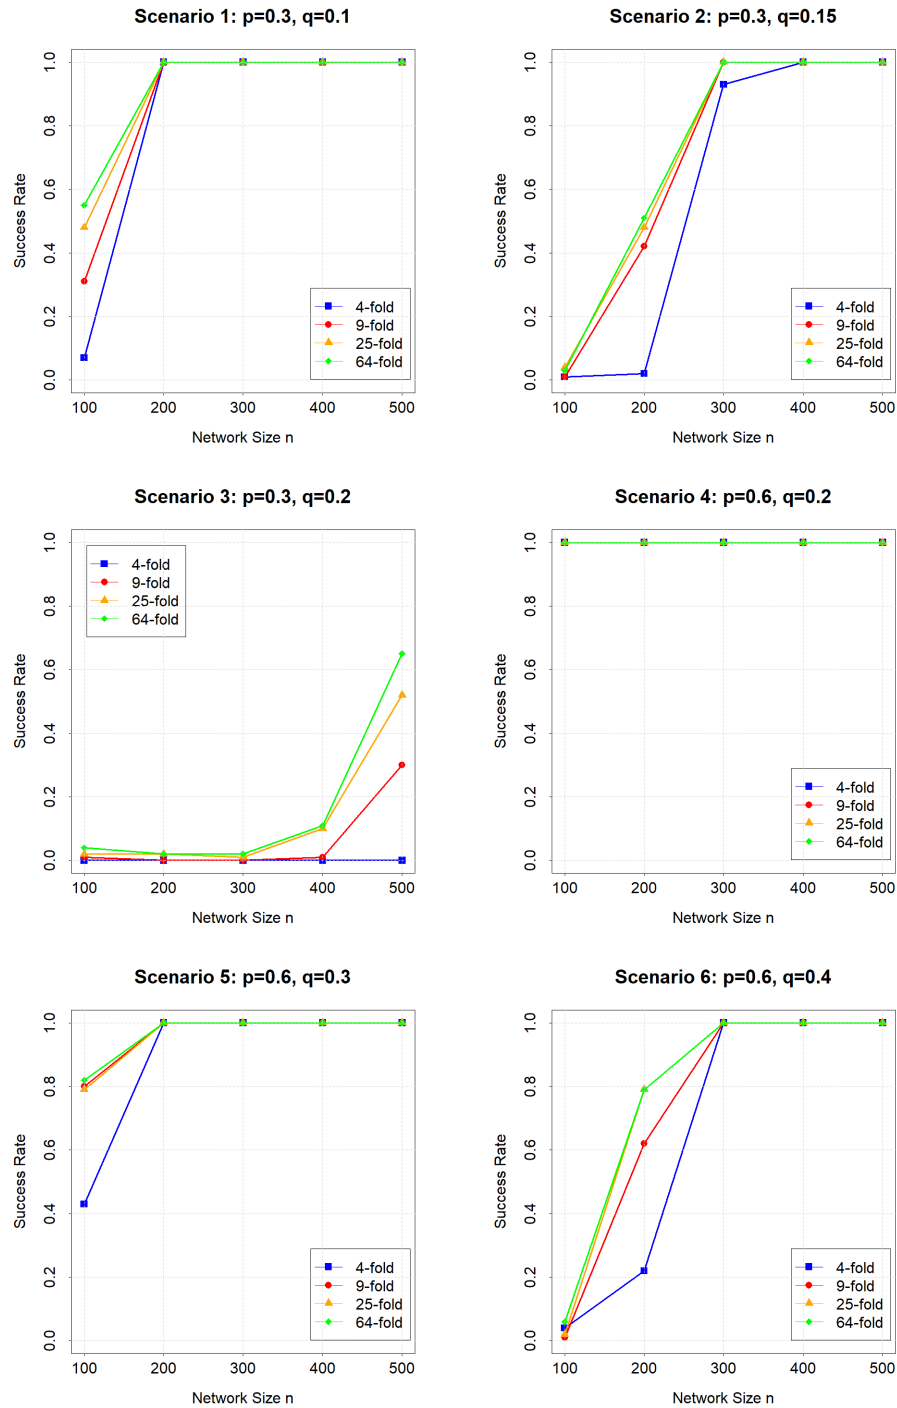 Scenario 1: p=0.3, q=0.1
Success Rate
0.0 0.2 0.4 0.6 0.8 1.0
4-fold
9-fold
25-fold
64-fold
100 200 300 400 500
Network Size n
Scenario 2: p=0.3, q=0.15
Success Rate
0.0 0.2 0.4 0.6 0.8 1.0
4-fold
9-fold
25-fold
64-fold
100 200 300 400 500
Network Size n
Scenario 3: p=0.3, q=0.2
Success Rate
0.0 0.2 0.4 0.6 0.8 1.0
4-fold
9-fold
25-fold
64-fold
100 200 300 400 500
Network Size n
Scenario 4: p=0.6, q=0.2
Success Rate
0.0 0.2 0.4 0.6 0.8 1.0
4-fold
9-fold
25-fold
64-fold
100 200 300 400 500
Network Size n
Scenario 5: p=0.6, q=0.3
Success Rate
0.0 0.2 0.4 0.6 0.8 1.0
4-fold
9-fold
25-fold
64-fold
100 200 300 400 500
Network Size n
Scenario 6: p=0.6, q=0.4
Success Rate
0.0 0.2 0.4 0.6 0.8 1.0
4-fold
9-fold
25-fold
64-fold
100 200 300 400 500
Network Size n